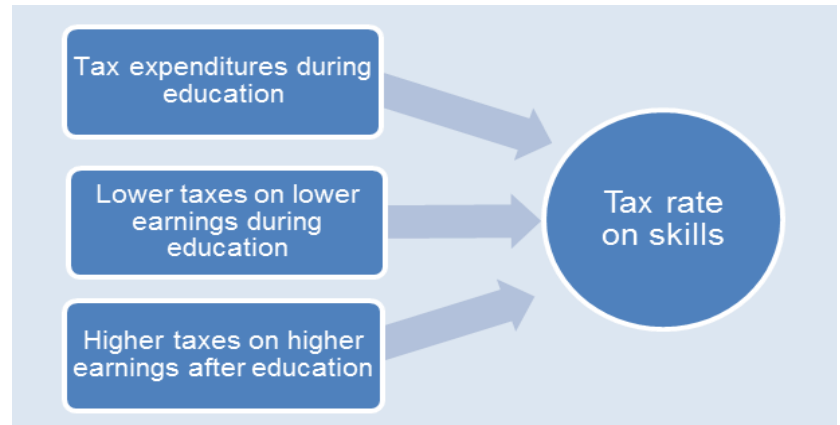 Tax expenditures during
education
Lower taxes on lower
earnings during
education
Higher taxes on higher
earnings after education
Tax rate
on skills